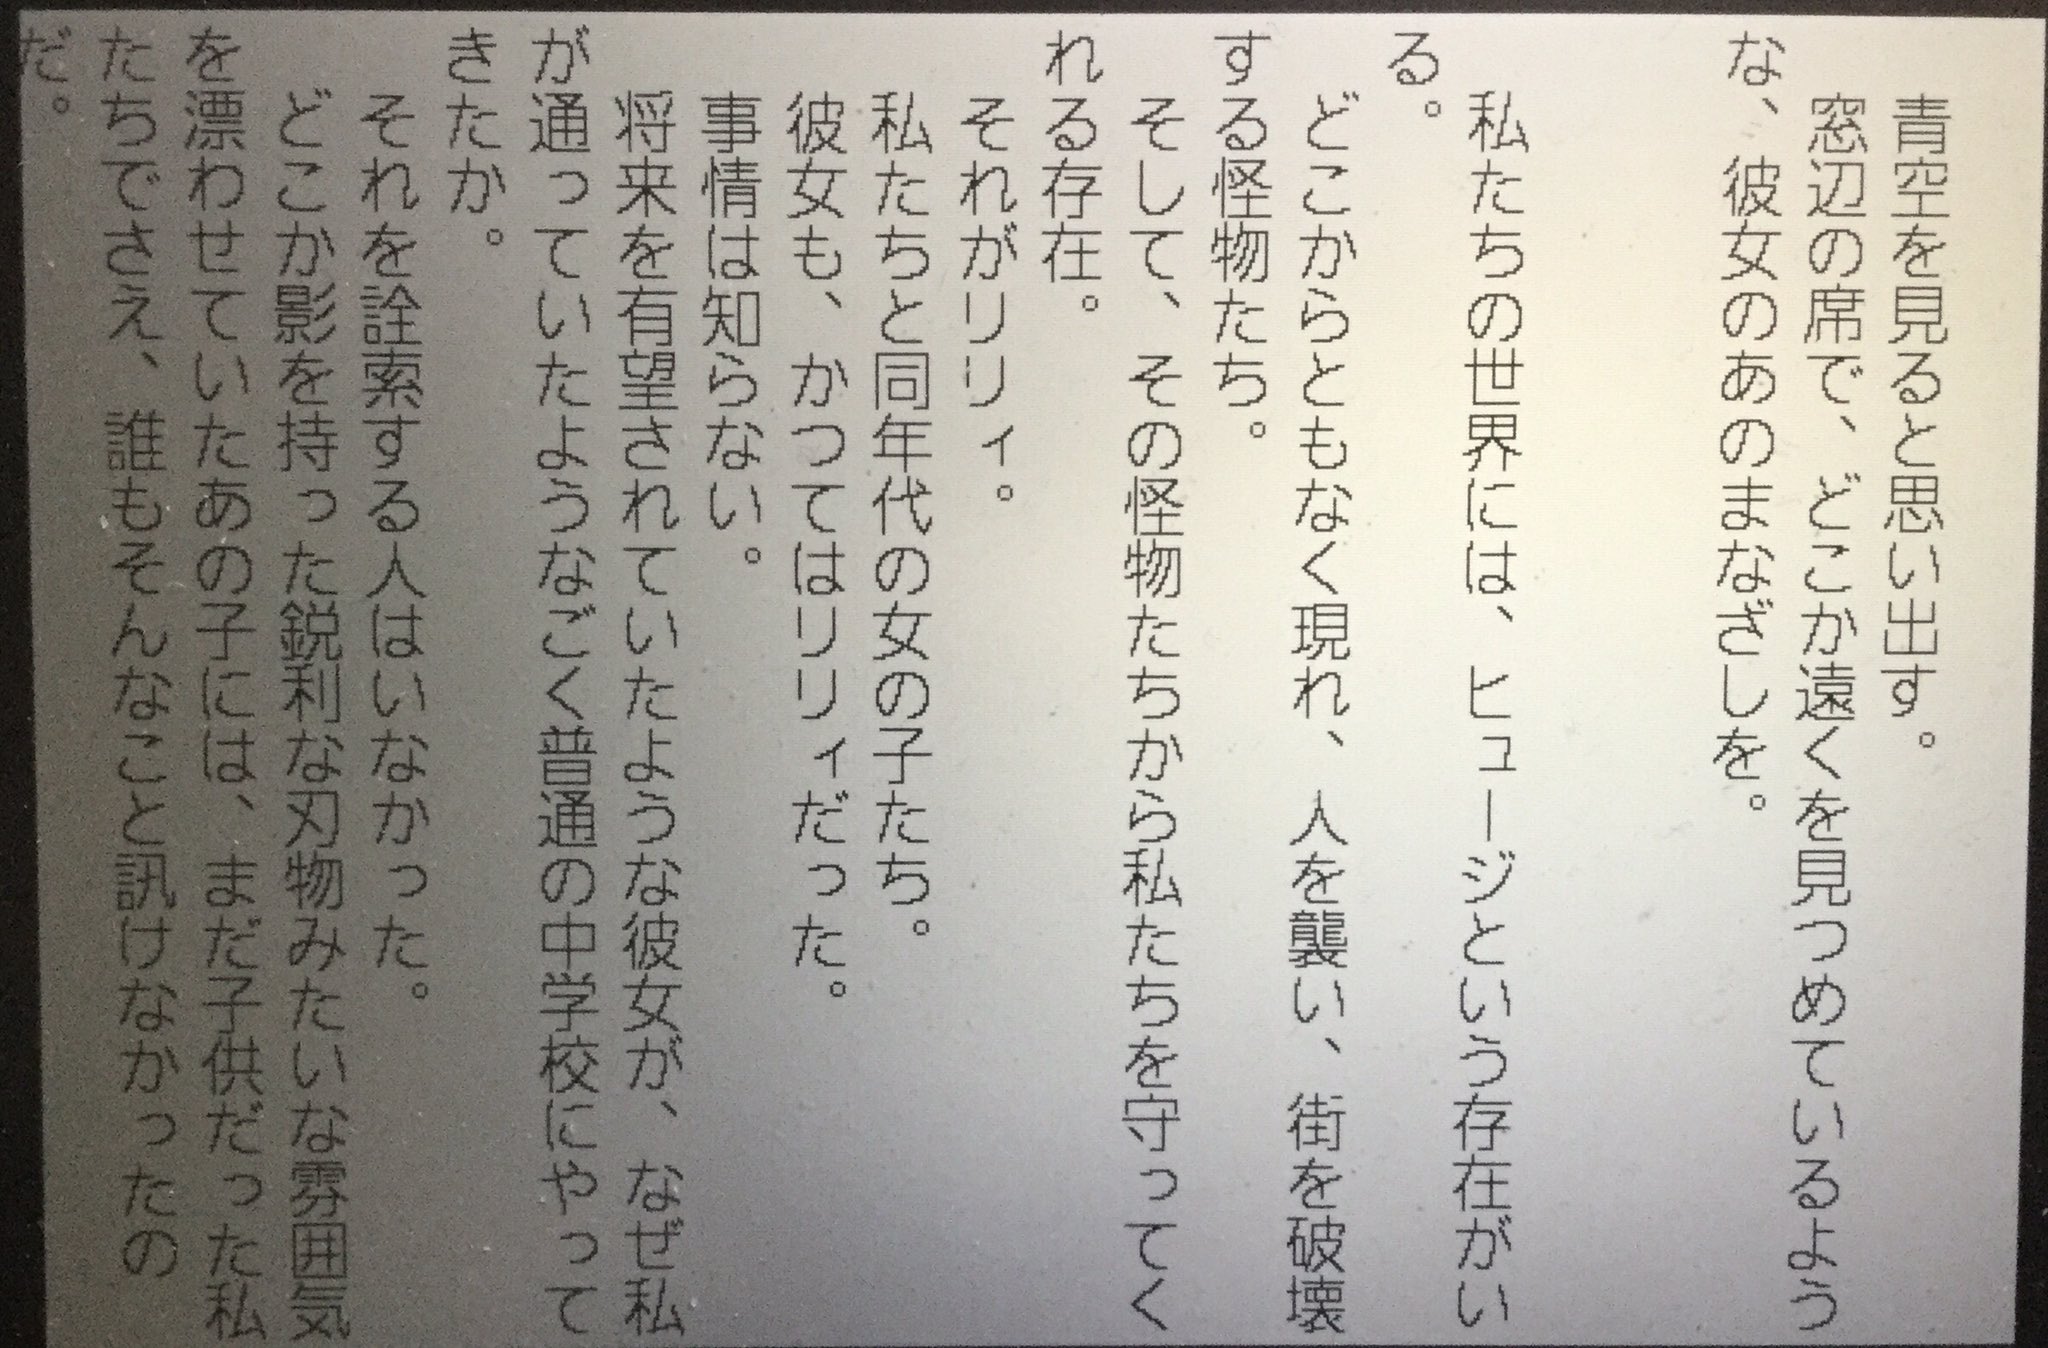 青空を見ると思い出す。
窓辺の席で、どこか遠くを見つめているよう
な、彼女のあのまなざしを。
私たちの世界には、ヒュージという存在がい
る。
どこからともなく現れ、人を襲い、街を破壊
する怪物たち。
そして、その怪物たちから私たちを守ってく
れる存在。
それがリリィ。
私たちと同年代の女の子たち。
彼女も、かつてはリリィだった。
事情は知らない。
将来を有望されていたような彼女が、なぜ私
が通っていたようなごく普通の中学校にやって
きたか。
それを詮索する人はいなかった。
どこか影を持った鋭利な刃物みたいな雰囲気
を漂わせていたあの子には、まだ子供だった私
たちでさえ、誰もそんなこと訊けなかったの
だ。